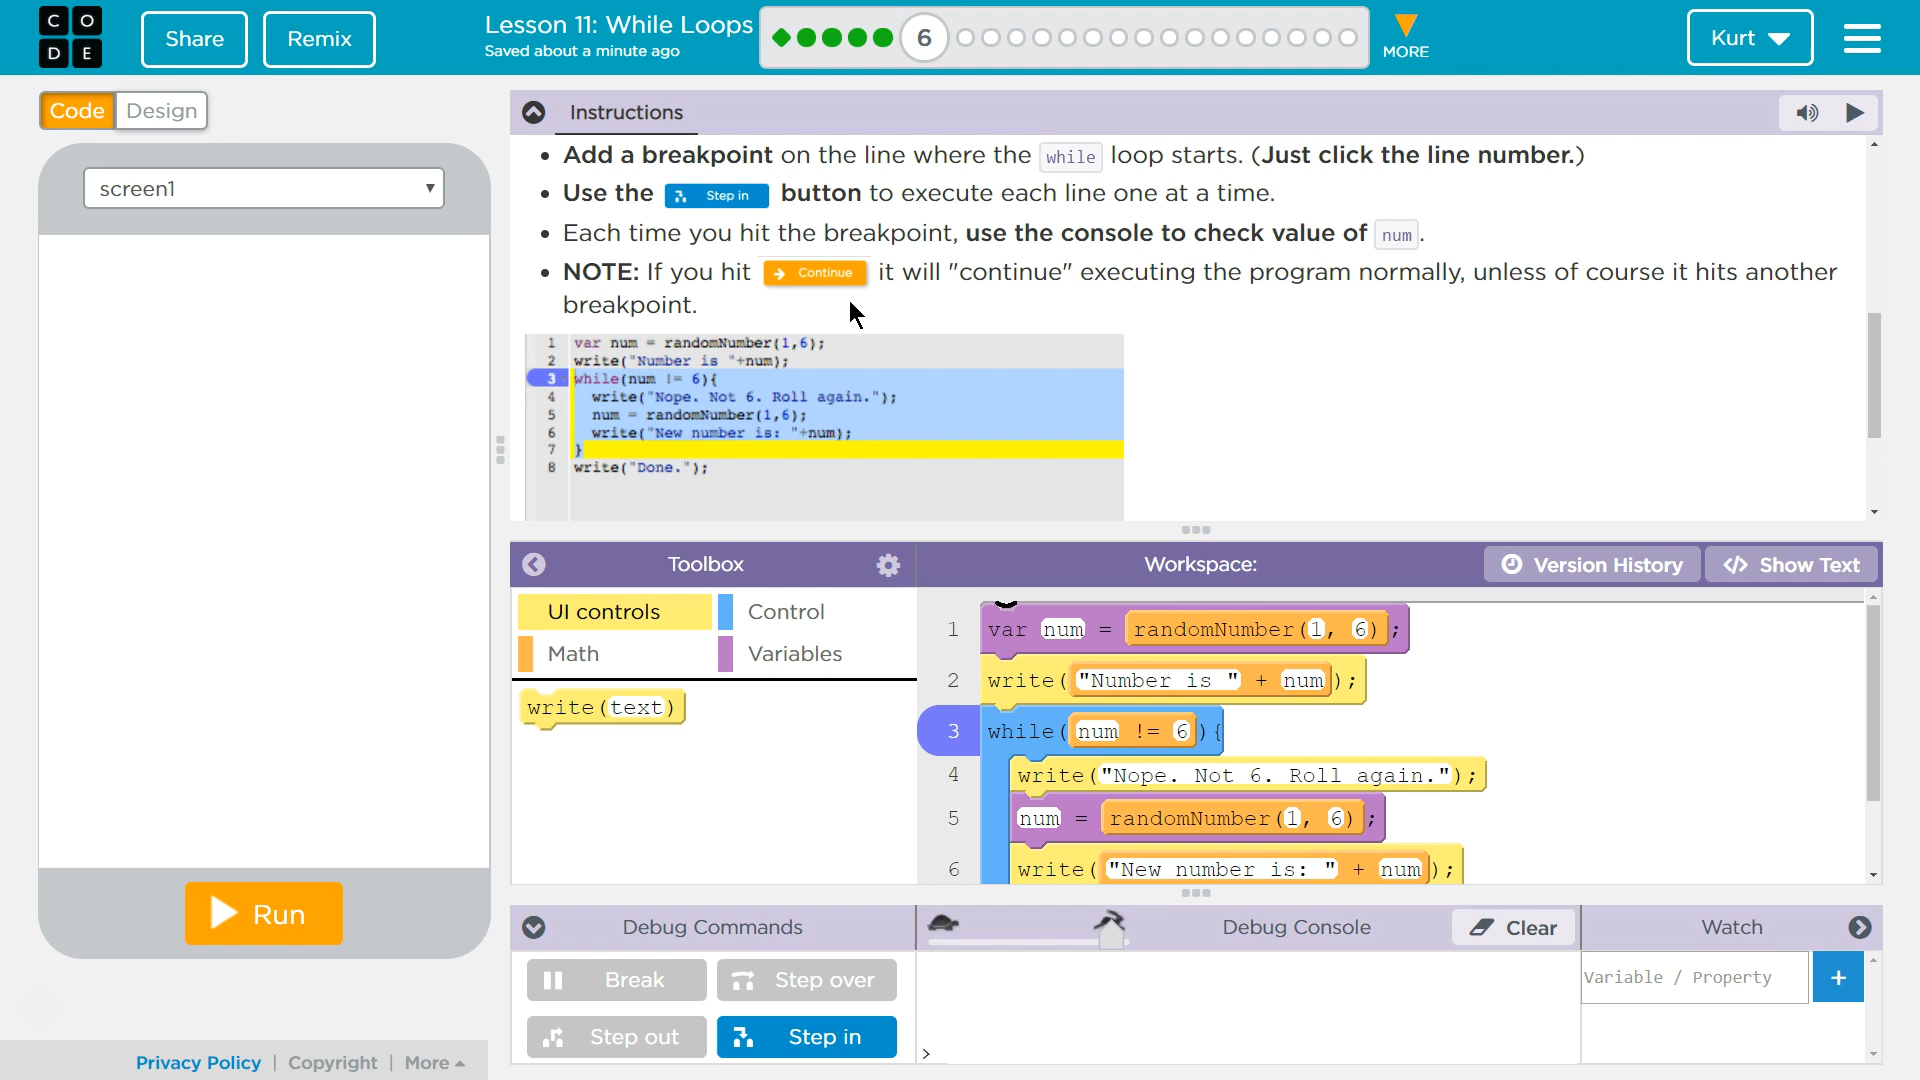 C O D E
Share
Remix
Lesson 11: While Loops
Saved about a minute ago
6
MORE
Kurt
Code
Design
screen1
Instructions
• Add a breakpoint on the line where the while loop starts. (Just click the line number.)
• Use the Step in button to execute each line one at a time.
• Each time you hit the breakpoint, use the console to check value of num.
• NOTE: If you hit Continue it will "continue" executing the program normally, unless of course it hits another
breakpoint.
1 var num = randomNumber(1,6);
2 write("Number is "+num);
3 while(num != 6){
4 write("Nope. Not 6. Roll again.");
5 num = randomNumber(1,6);
6 write("New number is: "+num);
7 }
8 write("Done.");
Toolbox
Workspace:
Version History
</> Show Text
UI controls
Control
Math
Variables
write(text)
1 var num = randomNumber(1, 6);
2 write("Number is " + num);
3 while(num != 6){
4 write("Nope. Not 6. Roll again.");
5 num = randomNumber(1, 6);
6 write("New number is: " + num);
Run
Debug Commands
Debug Console
Clear
Watch
Break
Step over
Step out
Step in
>
Variable / Property
+
Privacy Policy | Copyright | More